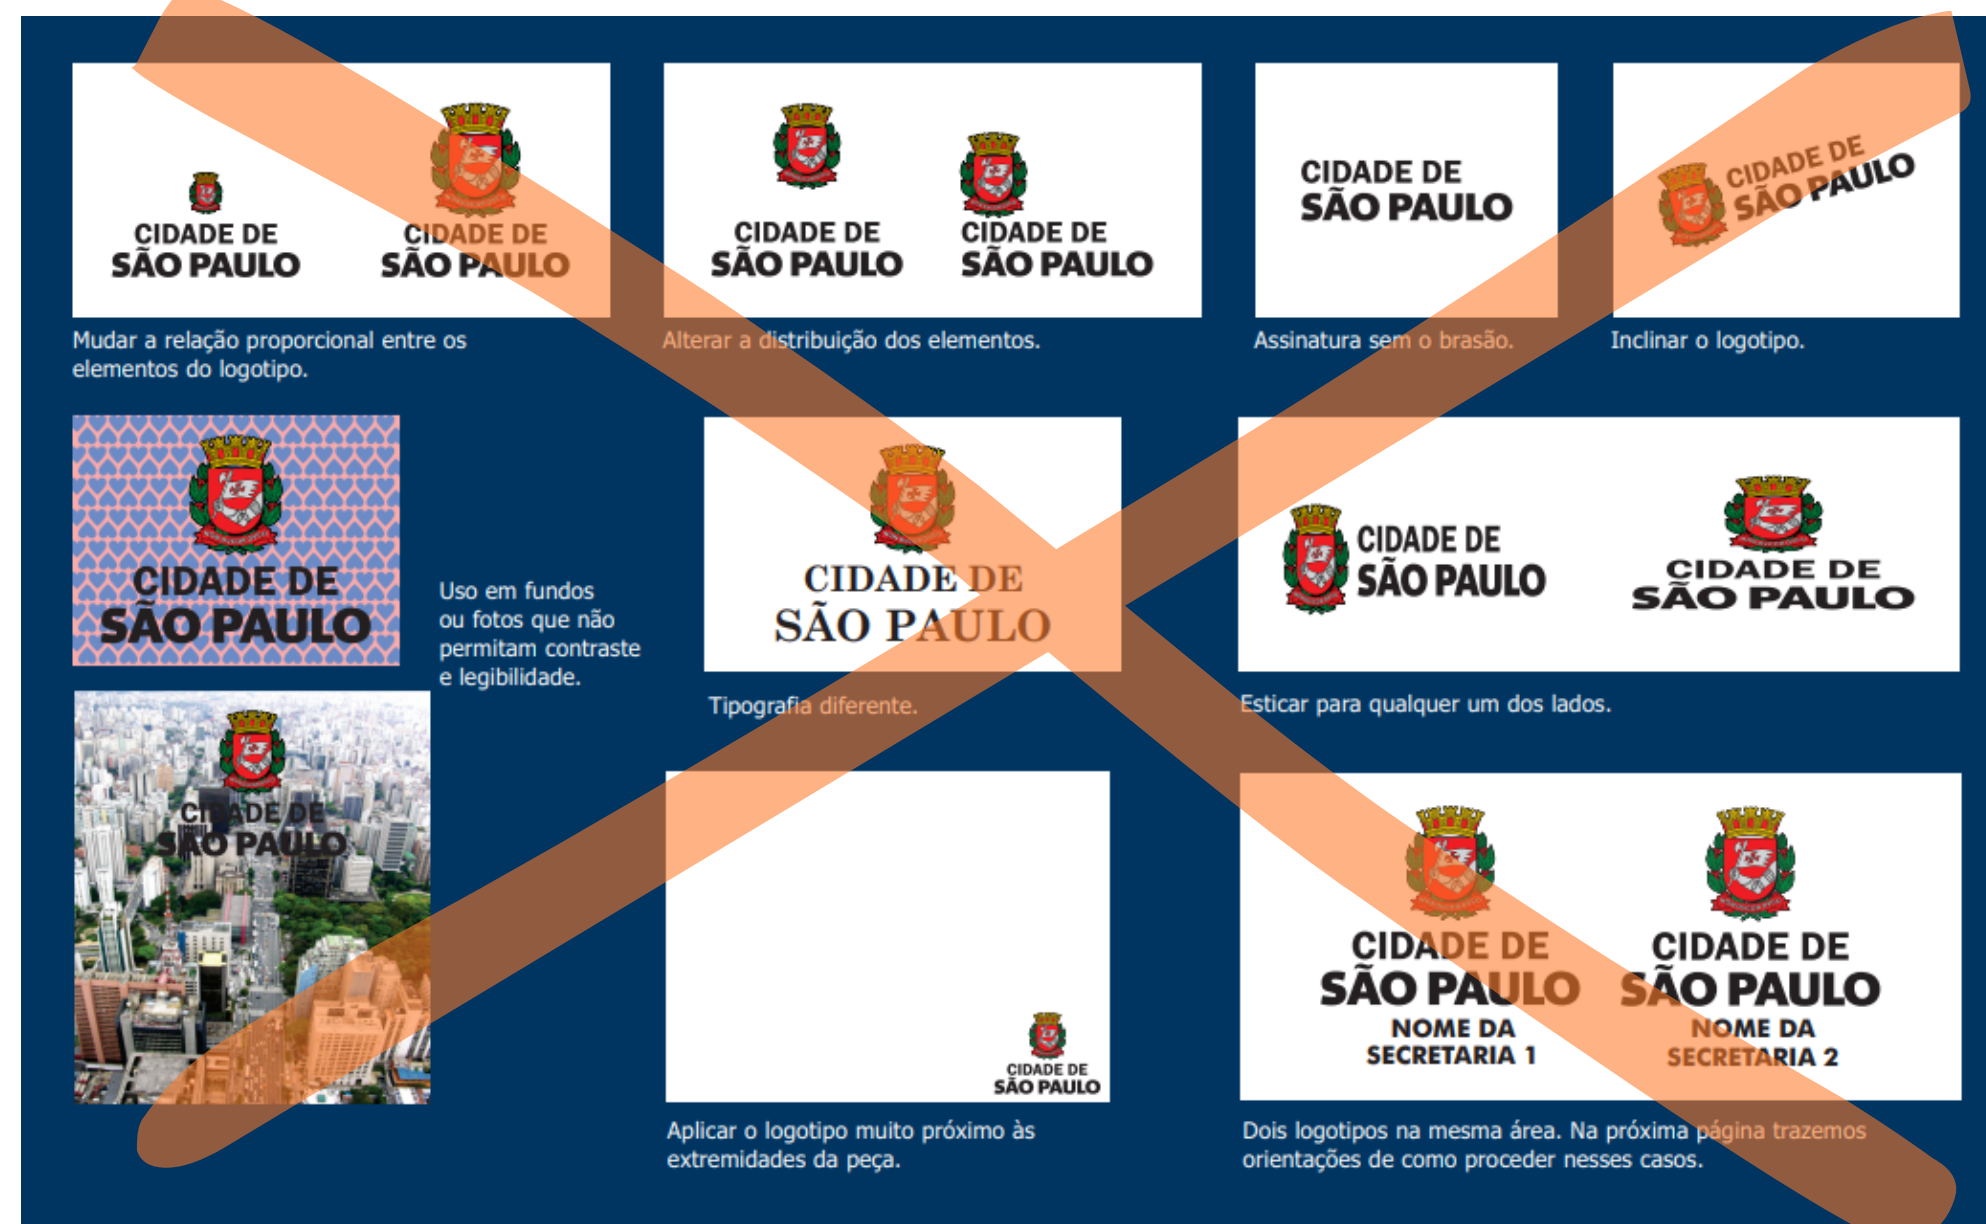 CIDADE DE
SÃO PAULO
CIDADE DE
SÃO PAULO
Mudar a relação proporcional entre os
elementos do logotipo.
CIDADE DE
SÃO PAULO
CIDADE DE
SÃO PAULO
Alterar a distribuição dos elementos.
CIDADE DE
SÃO PAULO
Assinatura sem o brasão.
CIDADE DE
SÃO PAULO
Inclinar o logotipo.
CIDADE DE
SÃO PAULO
CIDADE DE
SÃO PAULO
Uso em fundos
ou fotos que não
permitam contraste
e legibilidade.
CIDADE DE
SÃO PAULO
Tipografia diferente.
CIDADE DE
SÃO PAULO
CIDADE DE
SÃO PAULO
Esticar para qualquer um dos lados.
CIDADE DE
SÃO PAULO
Aplicar o logotipo muito próximo às
extremidades da peça.
CIDADE DE
SÃO PAULO
NOME DA
SECRETARIA 1
CIDADE DE
SÃO PAULO
NOME DA
SECRETARIA 2
Dois logotipos na mesma área. Na próxima página trazemos
orientações de como proceder nesses casos.